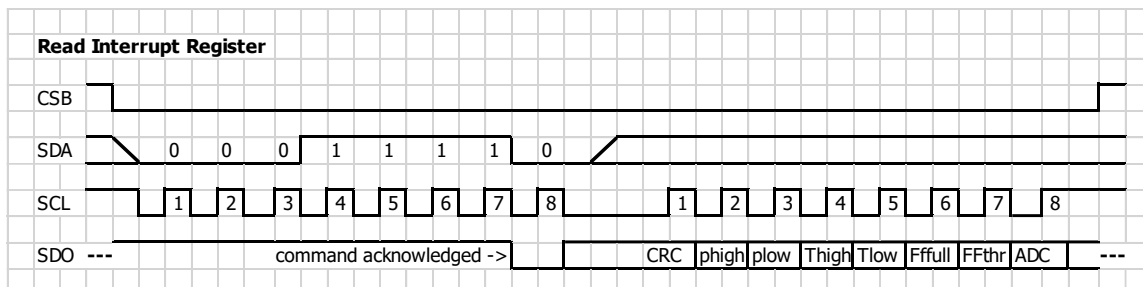 Read Interrupt Register
CSB
SDA 0 0 0 1 1 1 1 0
SCL 1 2 3 4 5 6 7 8 1 2 3 4 5 6 7 8
SDO --- command acknowledged -> CRC phigh plow Thigh Tlow Fffull FFthr ADC ---